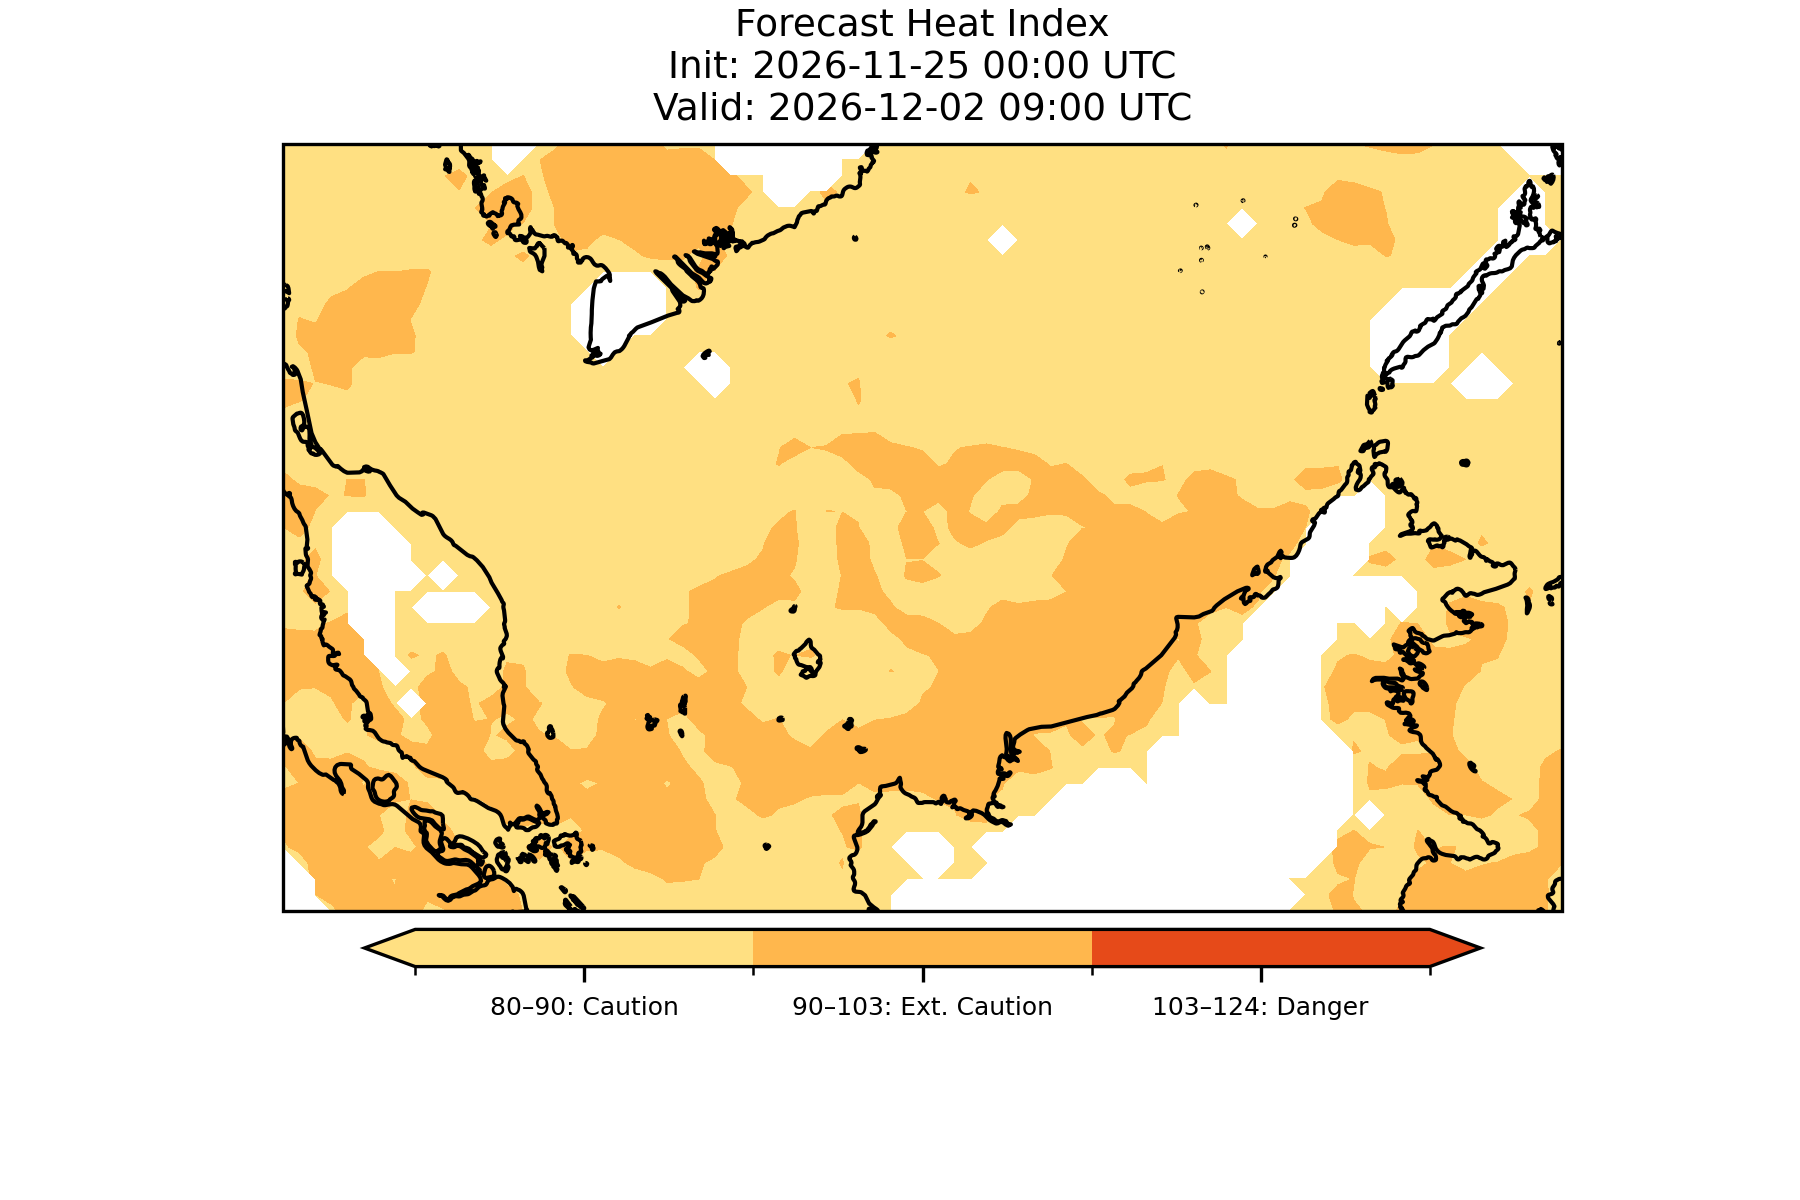 Forecast Heat Index
Init: 2026-11-25 00:00 UTC
Valid: 2026-12-02 09:00 UTC
80–90: Caution
90–103: Ext. Caution
103–124: Danger